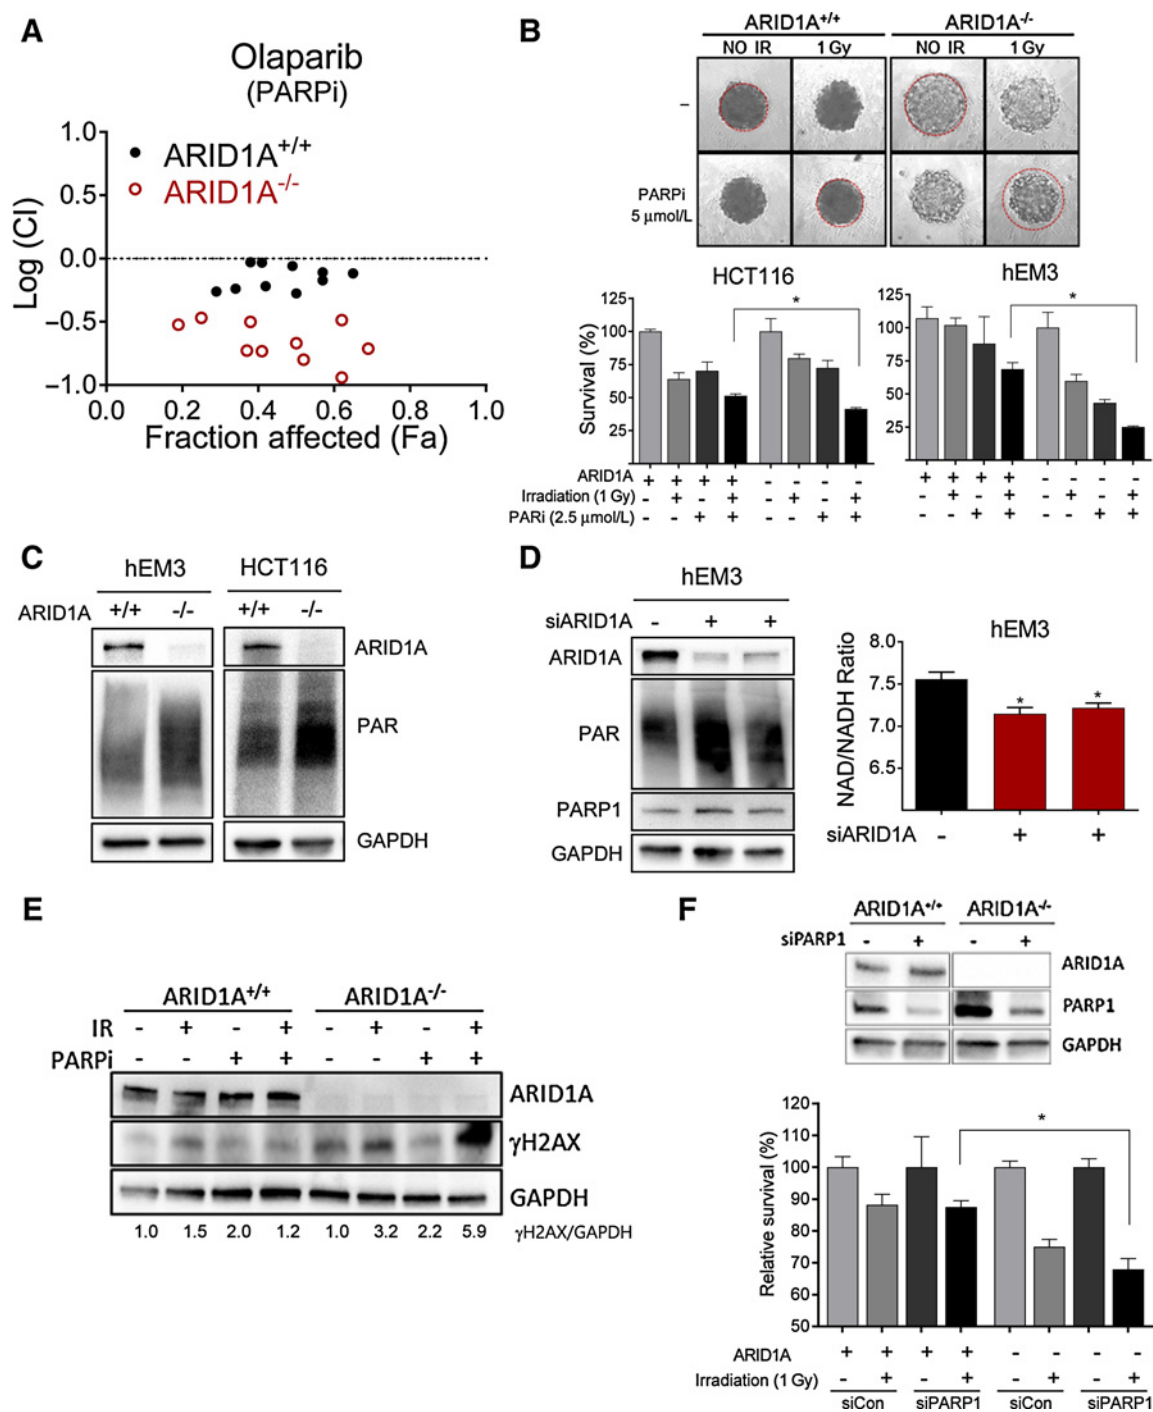 A
Olaparib
(PARPi)
1.0
0.5
0.0
−0.5
−1.0
Log (CI)
ARID1A+/+
ARID1A-/-
0.0 0.2 0.4 0.6 0.8 1.0
Fraction affected (Fa)
B
ARID1A+/+ ARID1A-/-
NO IR 1 Gy NO IR 1 Gy
–
PARPi
5 μmol/L
HCT116
Survival (%)
125
100
75
50
25
*
hEM3
125
100
75
50
25
*
ARID1A + + + + - - - - + + + + - - - -
Irradiation (1 Gy) - + - + - + - + - + - + - + - +
PARi (2.5 μmol/L) - - + + - - + + - - + + - - + +
C
hEM3 HCT116
ARID1A +/+ -/- +/+ -/-
ARID1A
PAR
GAPDH
D
hEM3
siARID1A - + +
ARID1A
PAR
PARP1
GAPDH
hEM3
NAD/NADH Ratio
8.0
7.5
7.0
6.5
* *
siARID1A - + +
E
ARID1A+/+ ARID1A-/-
IR - + - + - + - +
PARPi - - + + - - + +
ARID1A
γH2AX
GAPDH
1.0 1.5 2.0 1.2 1.0 3.2 2.2 5.9 γH2AX/GAPDH
F
ARID1A+/+ ARID1A-/-
siPARP1 - + - +
ARID1A
PARP1
GAPDH
Relative survival (%)
120
110
100
90
80
70
60
50
*
ARID1A + + + + - - - -
Irradiation (1 Gy) - + - + - + - +
siCon siPARP1 siCon siPARP1